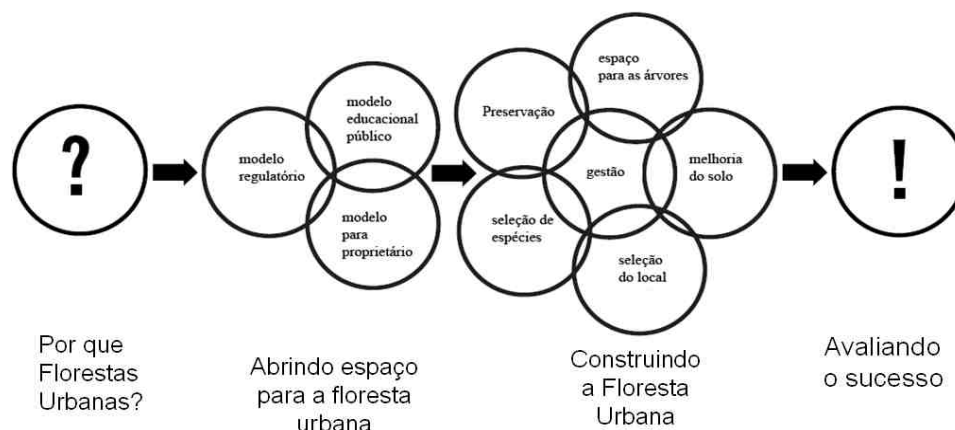 ?
modelo
regulatório
modelo
educacional
público
modelo
para
proprietário
Preservação
espaço
para as árvores
gestão
melhoria
do solo
seleção de
espécies
seleção
do local
!
Por que
Florestas
Urbanas?
Abrindo espaço
para a floresta
urbana
Construindo
a Floresta
Urbana
Avaliando
o sucesso